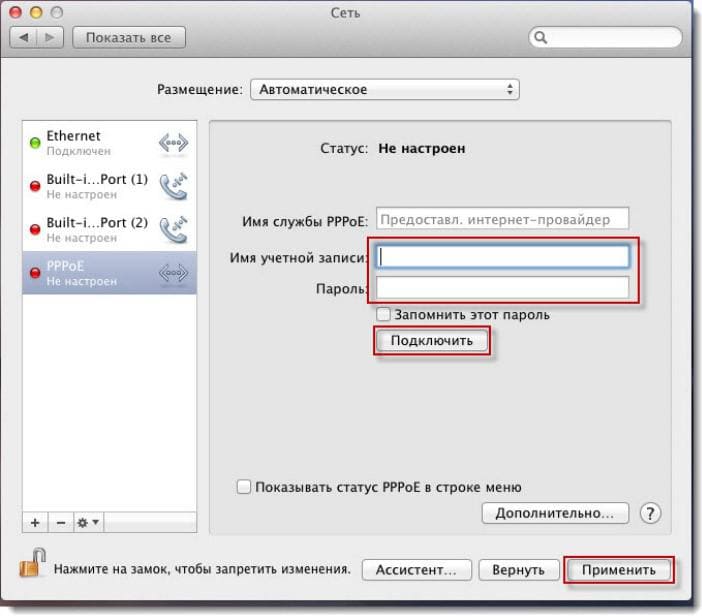 Сеть
Показать все
Размещение: Автоматическое
Ethernet
Подключен
Built-i...Port (1)
Не настроен
Built-i...Port (2)
Не настроен
PPPoE
Не настроен
Статус: Не настроен
Имя службы PPPoE: Предоставл. интернет-провайдер
Имя учетной записи:
Пароль:
Запомнить этот пароль
Подключить
Показывать статус PPPoE в строке меню
Дополнительно... ?
+ −
Нажмите на замок, чтобы запретить изменения. Ассистент... Вернуть Применить